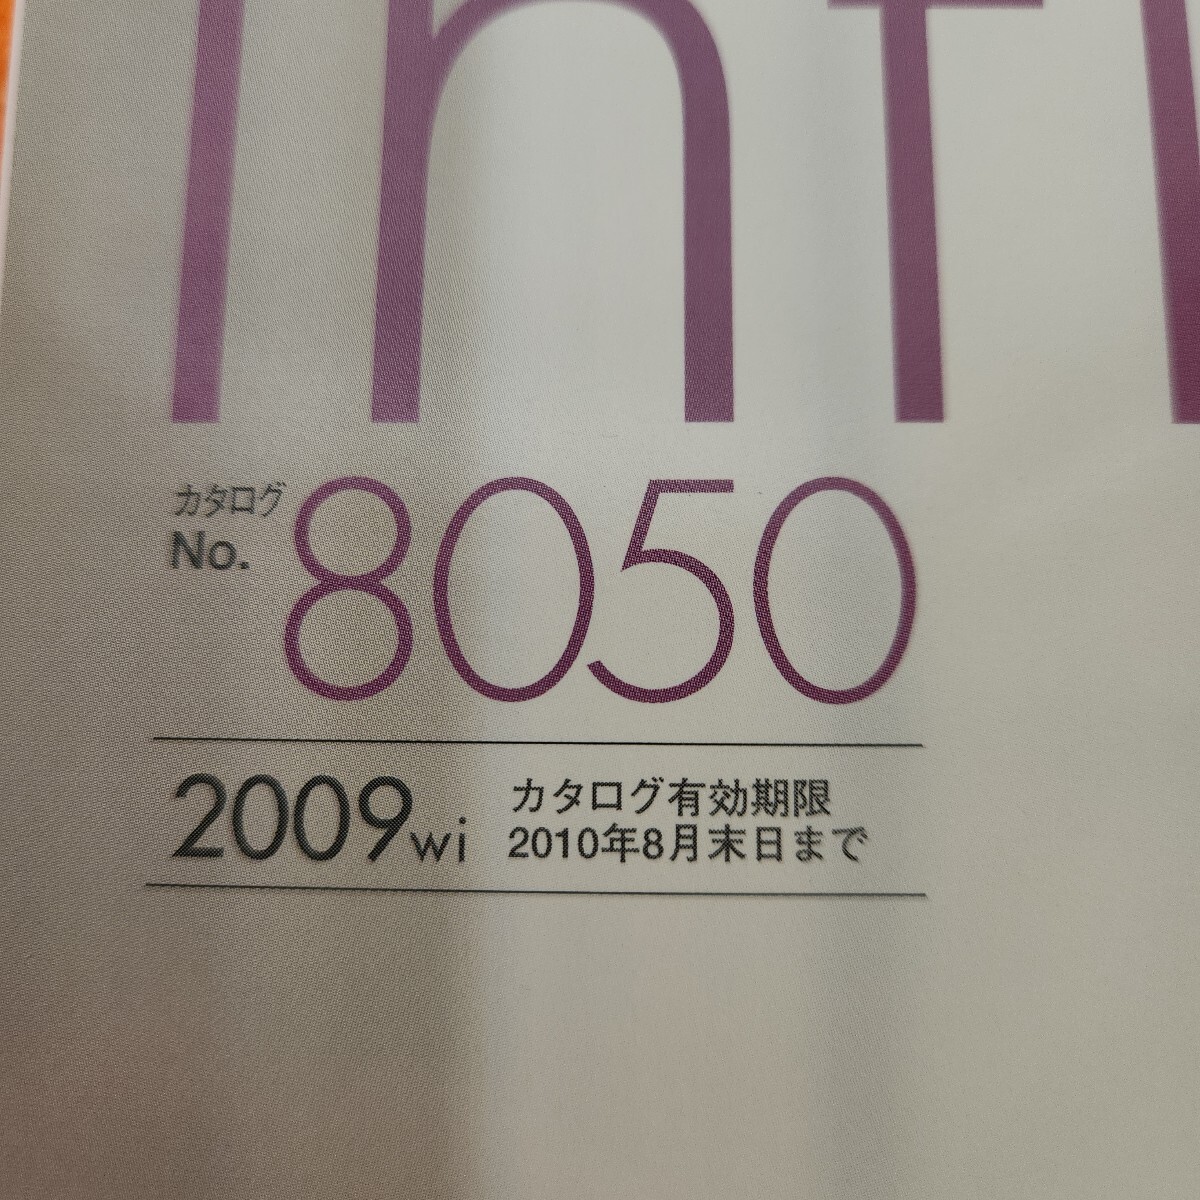 カタログ
No. 8050
2009wi
カタログ有効期限
2010年8月末日まで